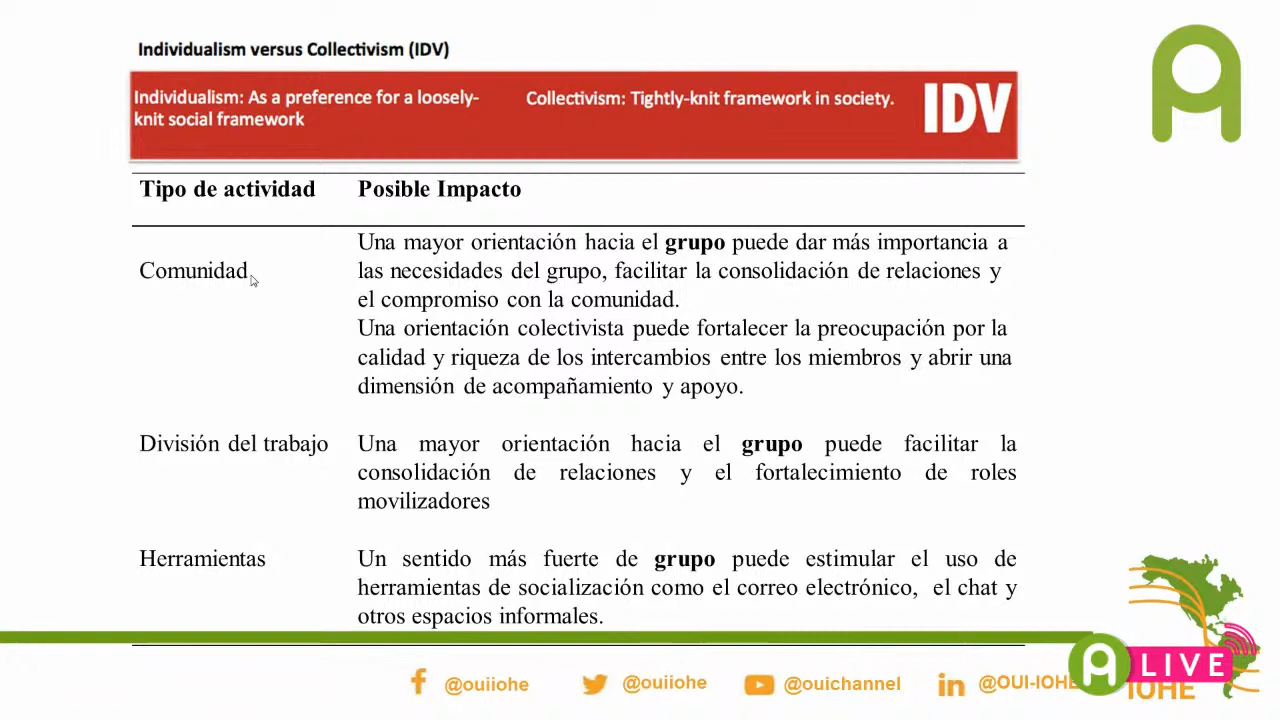 Individualism versus Collectivism (IDV)
Individualism: As a preference for a loosely-
knit social framework
Collectivism: Tightly-knit framework in society.
IDV
Tipo de actividad
Posible Impacto
Comunidad
Una mayor orientación hacia el grupo puede dar más importancia a
las necesidades del grupo, facilitar la consolidación de relaciones y
el compromiso con la comunidad.
Una orientación colectivista puede fortalecer la preocupación por la
calidad y riqueza de los intercambios entre los miembros y abrir una
dimensión de acompañamiento y apoyo.
División del trabajo
Una mayor orientación hacia el grupo puede facilitar la
consolidación de relaciones y el fortalecimiento de roles
movilizadores
Herramientas
Un sentido más fuerte de grupo puede estimular el uso de
herramientas de socialización como el correo electrónico, el chat y
otros espacios informales.
@ouiiohe
@ouiiohe
@ouichannel
@OUI-IOHE
LIVE
IOHE